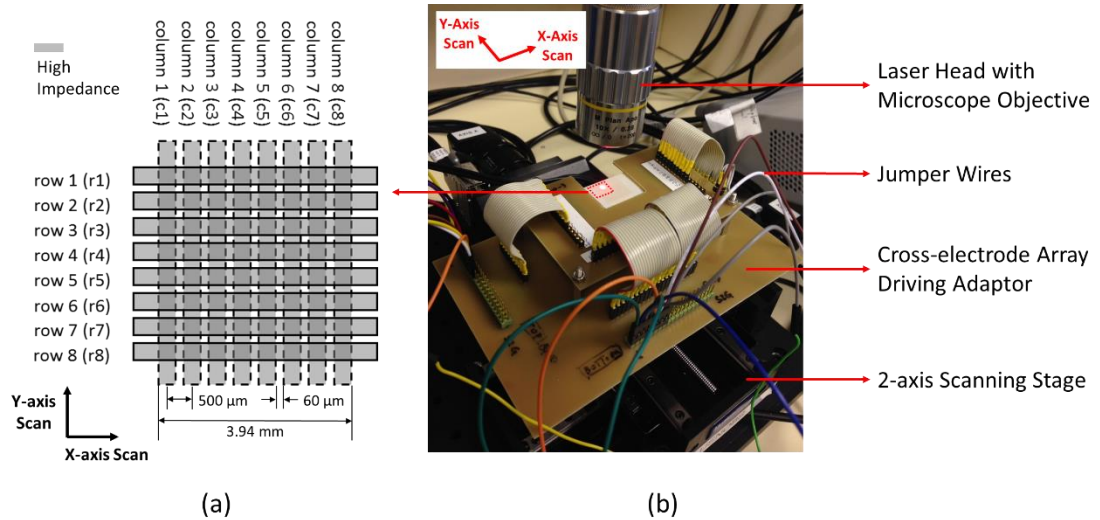 High
Impedance
column 1 (c1)
column 2 (c2)
column 3 (c3)
column 4 (c4)
column 5 (c5)
column 6 (c6)
column 7 (c7)
column 8 (c8)
row 1 (r1)
row 2 (r2)
row 3 (r3)
row 4 (r4)
row 5 (r5)
row 6 (r6)
row 7 (r7)
row 8 (r8)
500 µm
60 µm
3.94 mm
Y-axis
Scan
X-axis Scan
(a)
Y-Axis
Scan
X-Axis
Scan
M Plan Apo
Laser Head with
Microscope Objective
Jumper Wires
Cross-electrode Array
Driving Adaptor
2-axis Scanning Stage
SIG
SIG
(b)